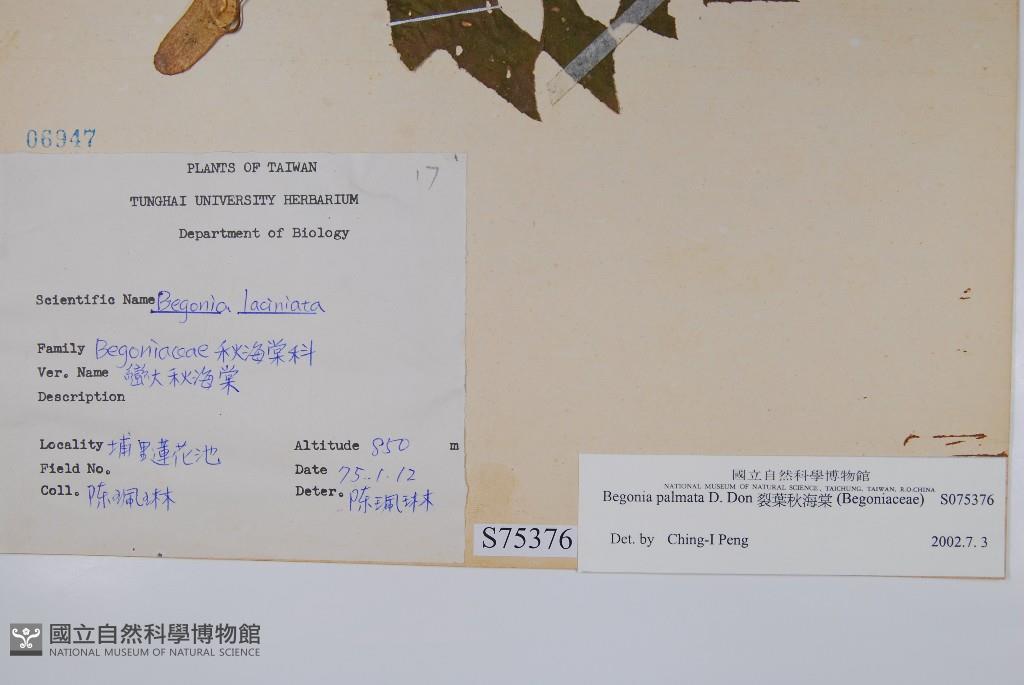 06947
17
PLANTS OF TAIWAN
TUNGHAI UNIVERSITY HERBARIUM
Department of Biology
Scientific Name Begonia laciniata
Family Begoniaceae 秋海棠科
Ver. Name 巒大秋海棠
Description
Locality 埔里蓮花池 Altitude 850 m
Field No. Date 75.1.12
Coll. 陈珮琳 Deter. 陈珮琳
S75376
國立自然科學博物館
NATIONAL MUSEUM OF NATURAL SCIENCE, TAICHUNG, TAIWAN, R.O.CHINA
Begonia palmata D. Don 裂葉秋海棠 (Begoniaceae) S075376
Det. by Ching-I Peng 2002.7. 3
國立自然科學博物館
NATIONAL MUSEUM OF NATURAL SCIENCE